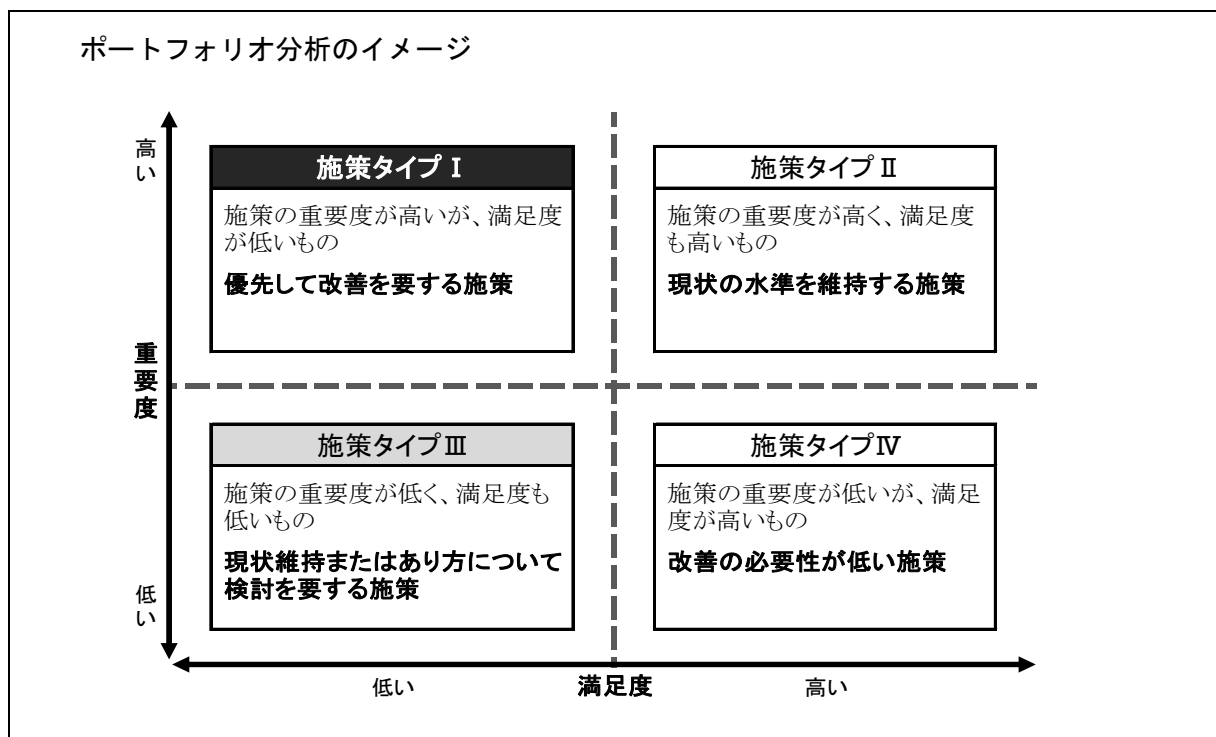 ポートフォリオ分析のイメージ
高い
施策タイプⅠ
施策の重要度が高いが、満足度
が低いもの
優先して改善を要する施策
施策タイプⅡ
施策の重要度が高く、満足度
も高いもの
現状の水準を維持する施策
重要度
施策タイプⅢ
施策の重要度が低く、満足度も
低いもの
現状維持またはあり方について
検討を要する施策
施策タイプⅣ
施策の重要度が低いが、満足
度が高いもの
改善の必要性が低い施策
低い
低い
満足度
高い